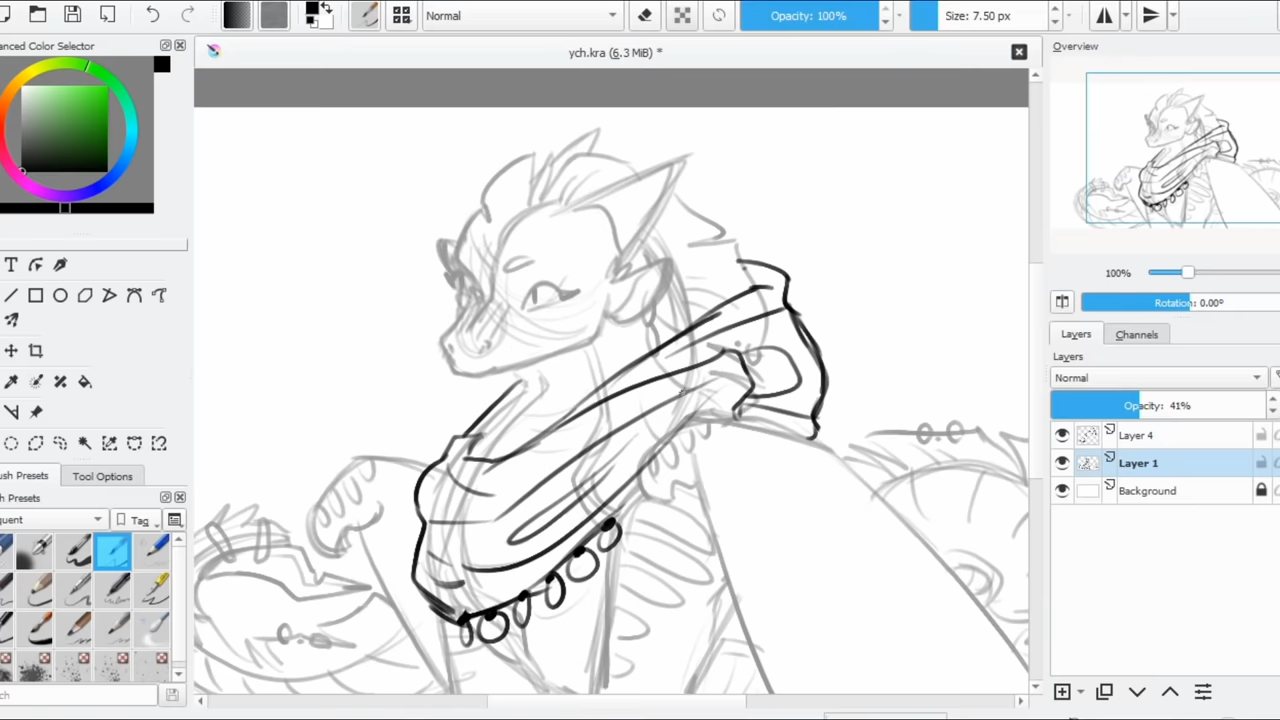 Normal
Opacity: 100%
Size: 7.50 px
anced Color Selector
ych.kra (6.3 MiB) *
Overview
100%
Rotation: 0.00°
Layers
Channels
Layers
Normal
Opacity: 41%
Layer 4
Layer 1
Background
ush Presets
Tool Options
sh Presets
quent
Tag
rch